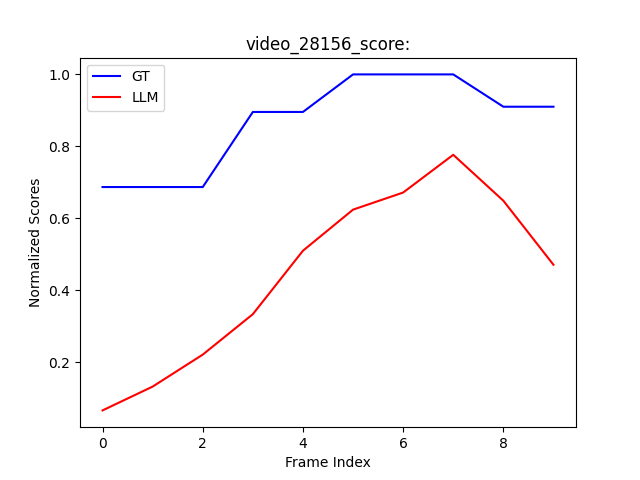 video_28156_score:
GT
LLM
Normalized Scores
1.0
0.8
0.6
0.4
0.2
0 2 4 6 8
Frame Index